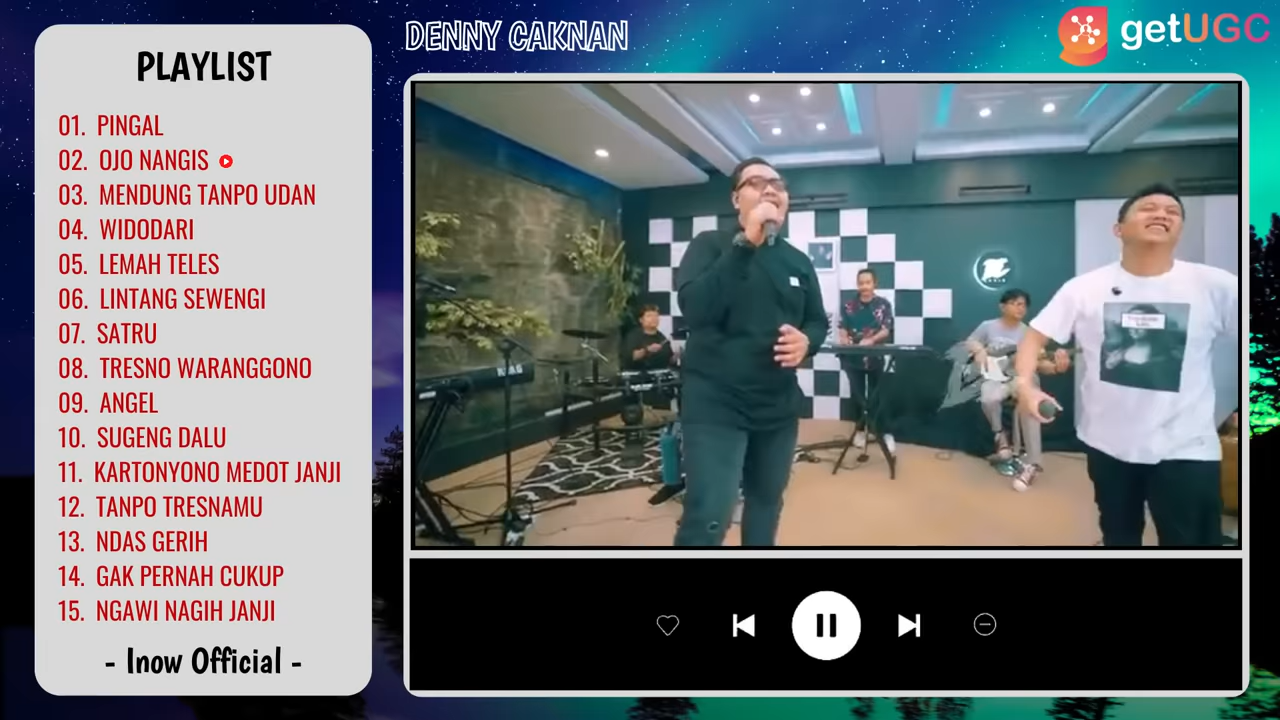 DENNY CAKNAN
getUGC
PLAYLIST
01. PINGAL
02. OJO NANGIS
03. MENDUNG TANPO UDAN
04. WIDODARI
05. LEMAH TELES
06. LINTANG SEWENGI
07. SATRU
08. TRESNO WARANGGONO
09. ANGEL
10. SUGENG DALU
11. KARTONYONO MEDOT JANJI
12. TANPO TRESNAMU
13. NDAS GERIH
14. GAK PERNAH CUKUP
15. NGAWI NAGIH JANJI
- Inow Official -
KORG